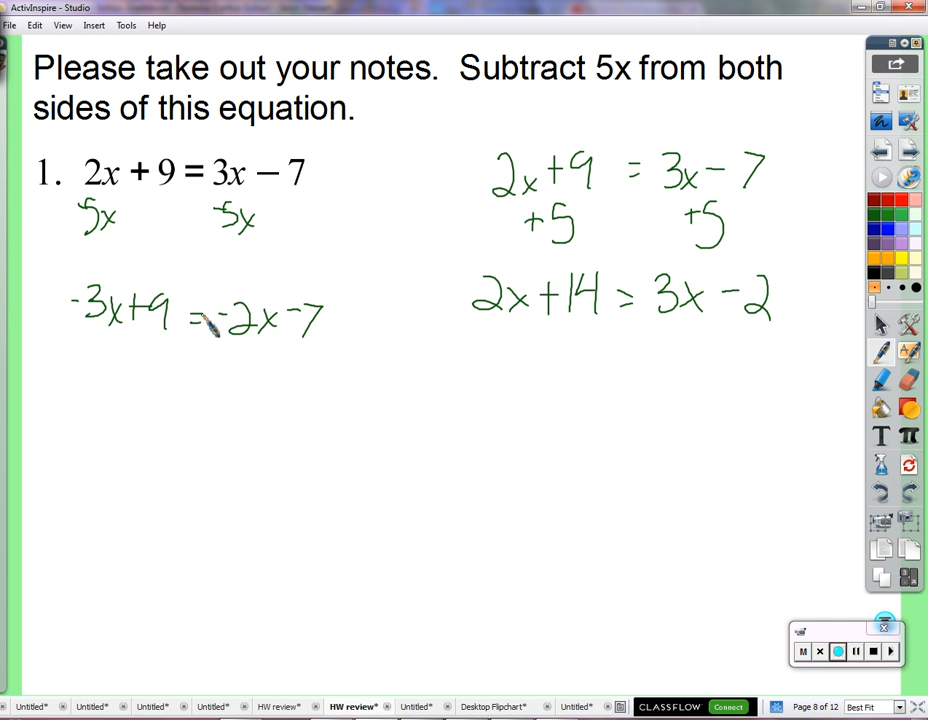 ActivInspire - Studio
File Edit View Insert Tools Help
Please take out your notes. Subtract 5x from both
sides of this equation.
1. 2x + 9 = 3x − 7
-5x -5x
-3x+9 = -2x-7
2x+9 = 3x-7
+5 +5
2x+14 = 3x-2
T π
M
Untitled* Untitled* Untitled* Untitled* HW review* HW review* Untitled* Untitled* Desktop Flipchart* Untitled* CLASSFLOW Connect Page 8 of 12 Best Fit